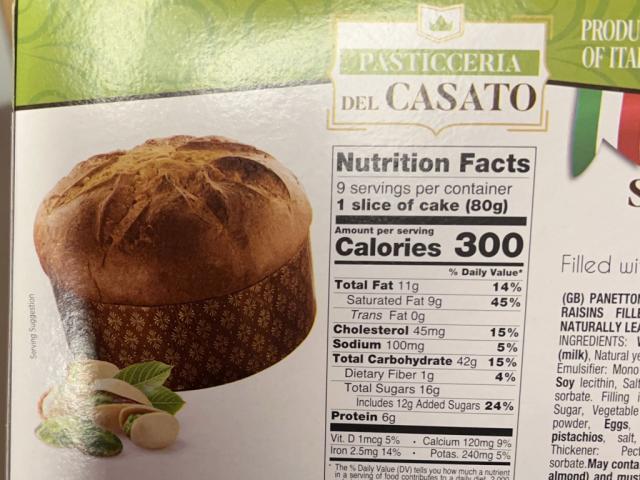 PASTICCERIA
DEL CASATO
PRODU
OF ITA
Nutrition Facts
9 servings per container
1 slice of cake (80g)
Amount per serving
Calories 300
% Daily Value*
Total Fat 11g 14%
Saturated Fat 9g 45%
Trans Fat 0g
Cholesterol 45mg 15%
Sodium 100mg 5%
Total Carbohydrate 42g 15%
Dietary Fiber 1g 4%
Total Sugars 16g
Includes 12g Added Sugars 24%
Protein 6g
Vit. D 1mcg 5% • Calcium 120mg 9%
Iron 2.5mg 14% • Potas. 240mg 5%
* The % Daily Value (DV) tells you how much a nutrient
in a serving of food contributes to a daily diet. 2,000
Serving Suggestion
S
Filled wi
(GB) PANETTO
RAISINS FILLE
NATURALLY LEA
INGREDIENTS: W
(milk), Natural ye
Emulsifier: Mono
Soy lecithin, Salt
sorbate. Filling i
Sugar, Vegetable
powder, Eggs,
pistachios, salt,
Thickener: Pec
sorbate.May conta
almond) and mus